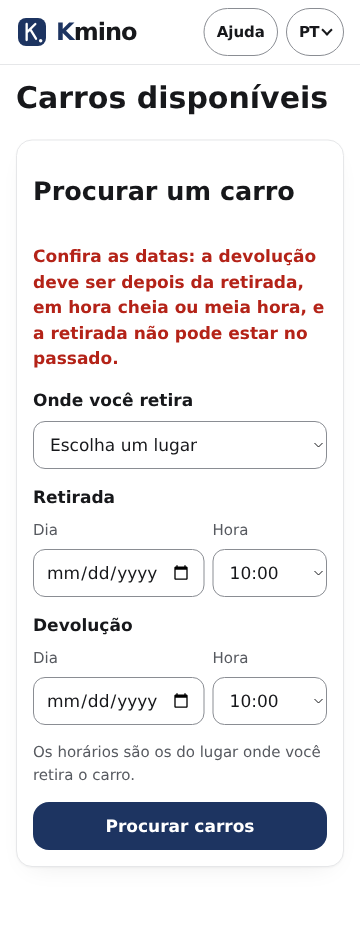 K. Kmino
Ajuda
PT
Carros disponíveis
Procurar um carro
Confira as datas: a devolução
deve ser depois da retirada,
em hora cheia ou meia hora, e
a retirada não pode estar no
passado.
Onde você retira
Escolha um lugar
Retirada
Dia
Hora
mm/dd/yyyy
10:00
Devolução
Dia
Hora
mm/dd/yyyy
10:00
Os horários são os do lugar onde você
retira o carro.
Procurar carros